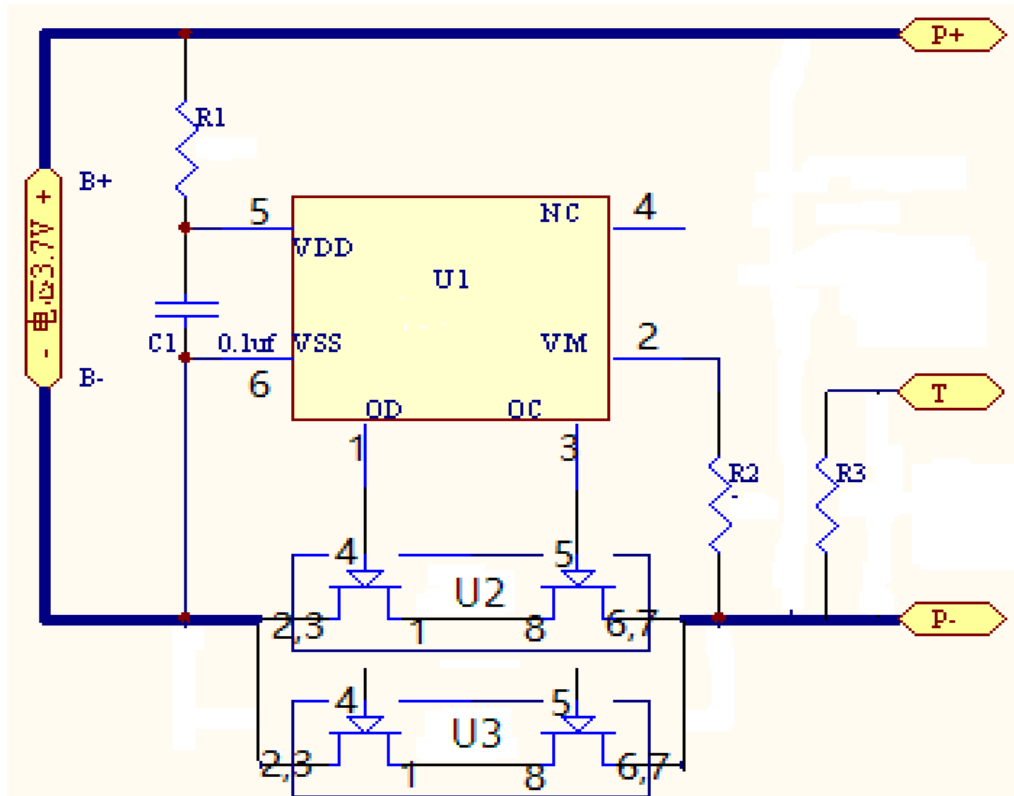 P+
R1
B+
5
NC
4
VDD
U1
电芯3.7V
+
-
C1
0.1uf
VSS
VM
2
6
B-
T
OD
OC
1
3
R2
-
R3
4
5
U2
P-
2,3
1
8
6,7
4
5
U3
2,3
1
8
6,7